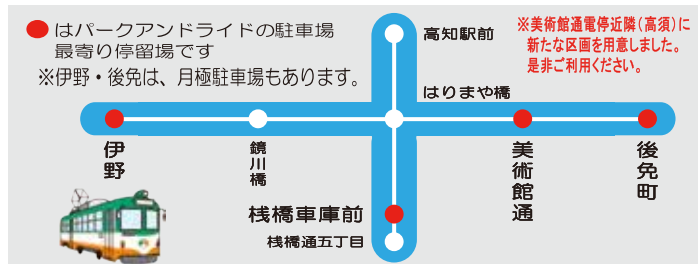 ●はパークアンドライドの駐車場
最寄り停留場です
※伊野・後免は、月極駐車場もあります。
※美術館通電停近隣(高須)に
新たな区画を用意しました。
是非ご利用ください。
高知駅前
はりまや橋
伊野
鏡川橋
美術館通
後免町
桟橋車庫前
桟橋通五丁目